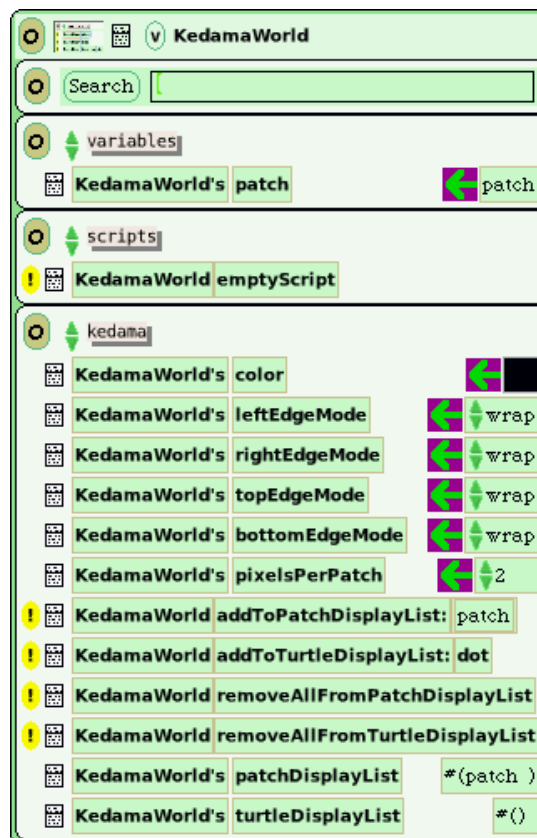 v KedamaWorld
Search
variables
KedamaWorld's patch patch
scripts
! KedamaWorld emptyScript
kedama
KedamaWorld's color
KedamaWorld's leftEdgeMode wrap
KedamaWorld's rightEdgeMode wrap
KedamaWorld's topEdgeMode wrap
KedamaWorld's bottomEdgeMode wrap
KedamaWorld's pixelsPerPatch 2
! KedamaWorld addToPatchDisplayList: patch
! KedamaWorld addToTurtleDisplayList: dot
! KedamaWorld removeAllFromPatchDisplayList
! KedamaWorld removeAllFromTurtleDisplayList
KedamaWorld's patchDisplayList #(patch )
KedamaWorld's turtleDisplayList #()